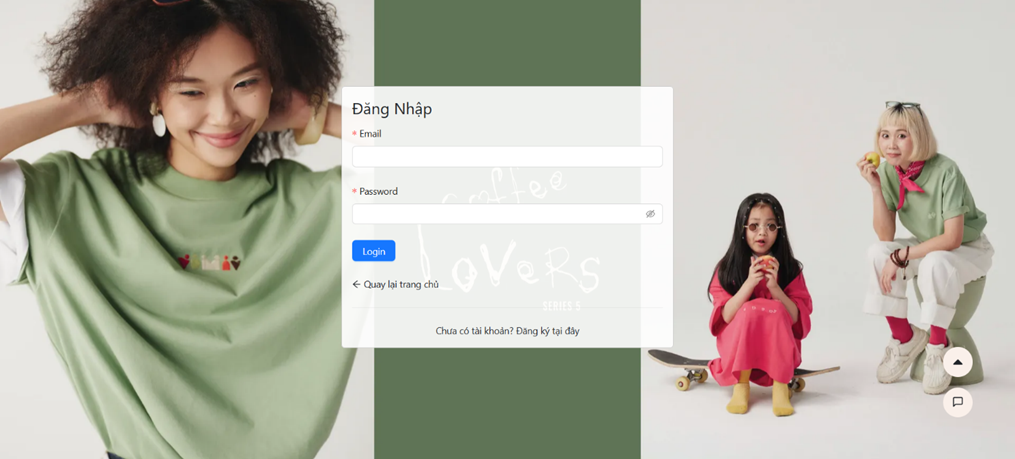 Đăng Nhập
* Email
* Password
coffee
LoVeRs
SERIES 5
Login
← Quay lại trang chủ
Chưa có tài khoản? Đăng ký tại đây